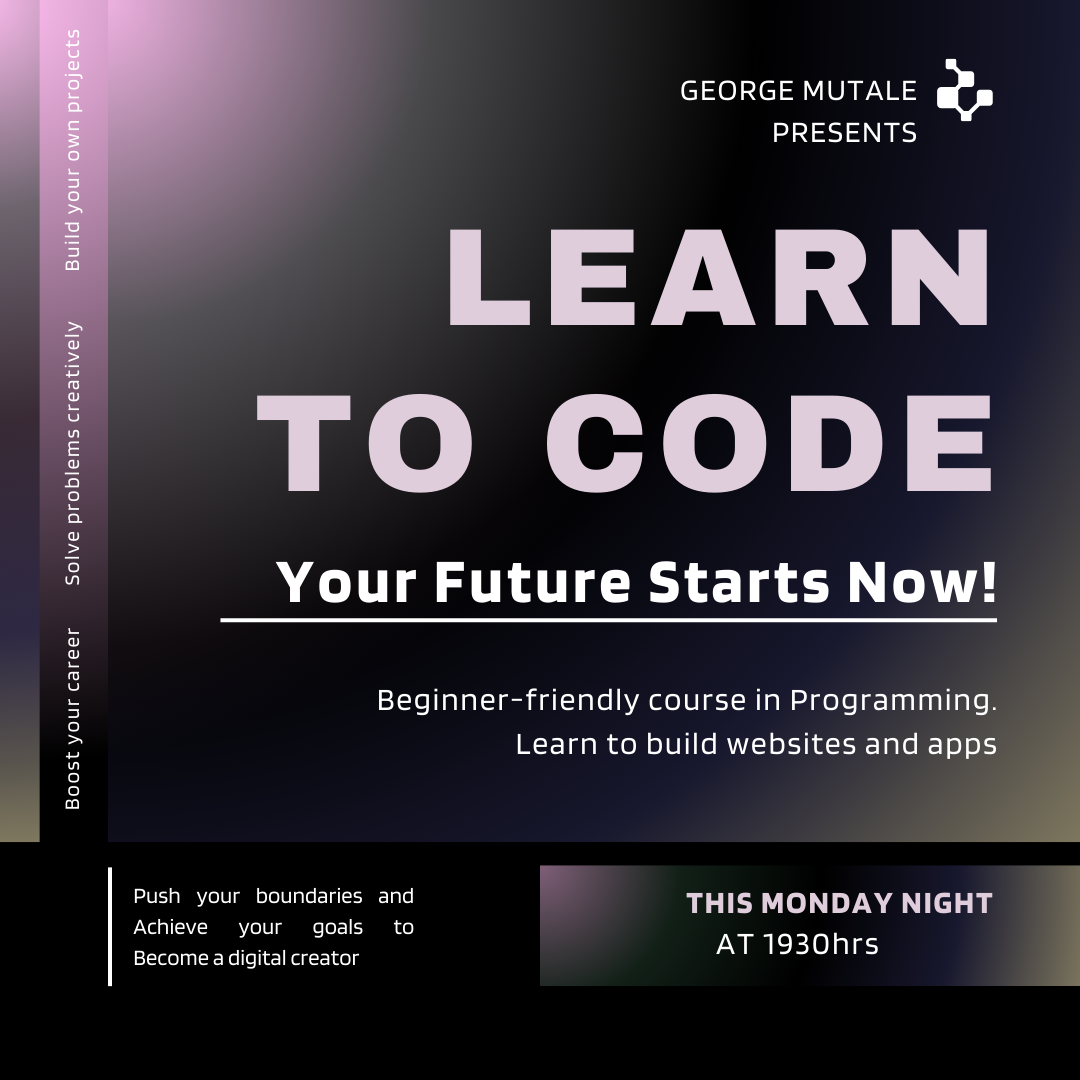 GEORGE MUTALE
PRESENTS
LEARN
TO CODE
Your Future Starts Now!
Beginner-friendly course in Programming.
Learn to build websites and apps
Build your own projects
Solve problems creatively
Boost your career
Push your boundaries and
Achieve your goals to
Become a digital creator
THIS MONDAY NIGHT
AT 1930hrs